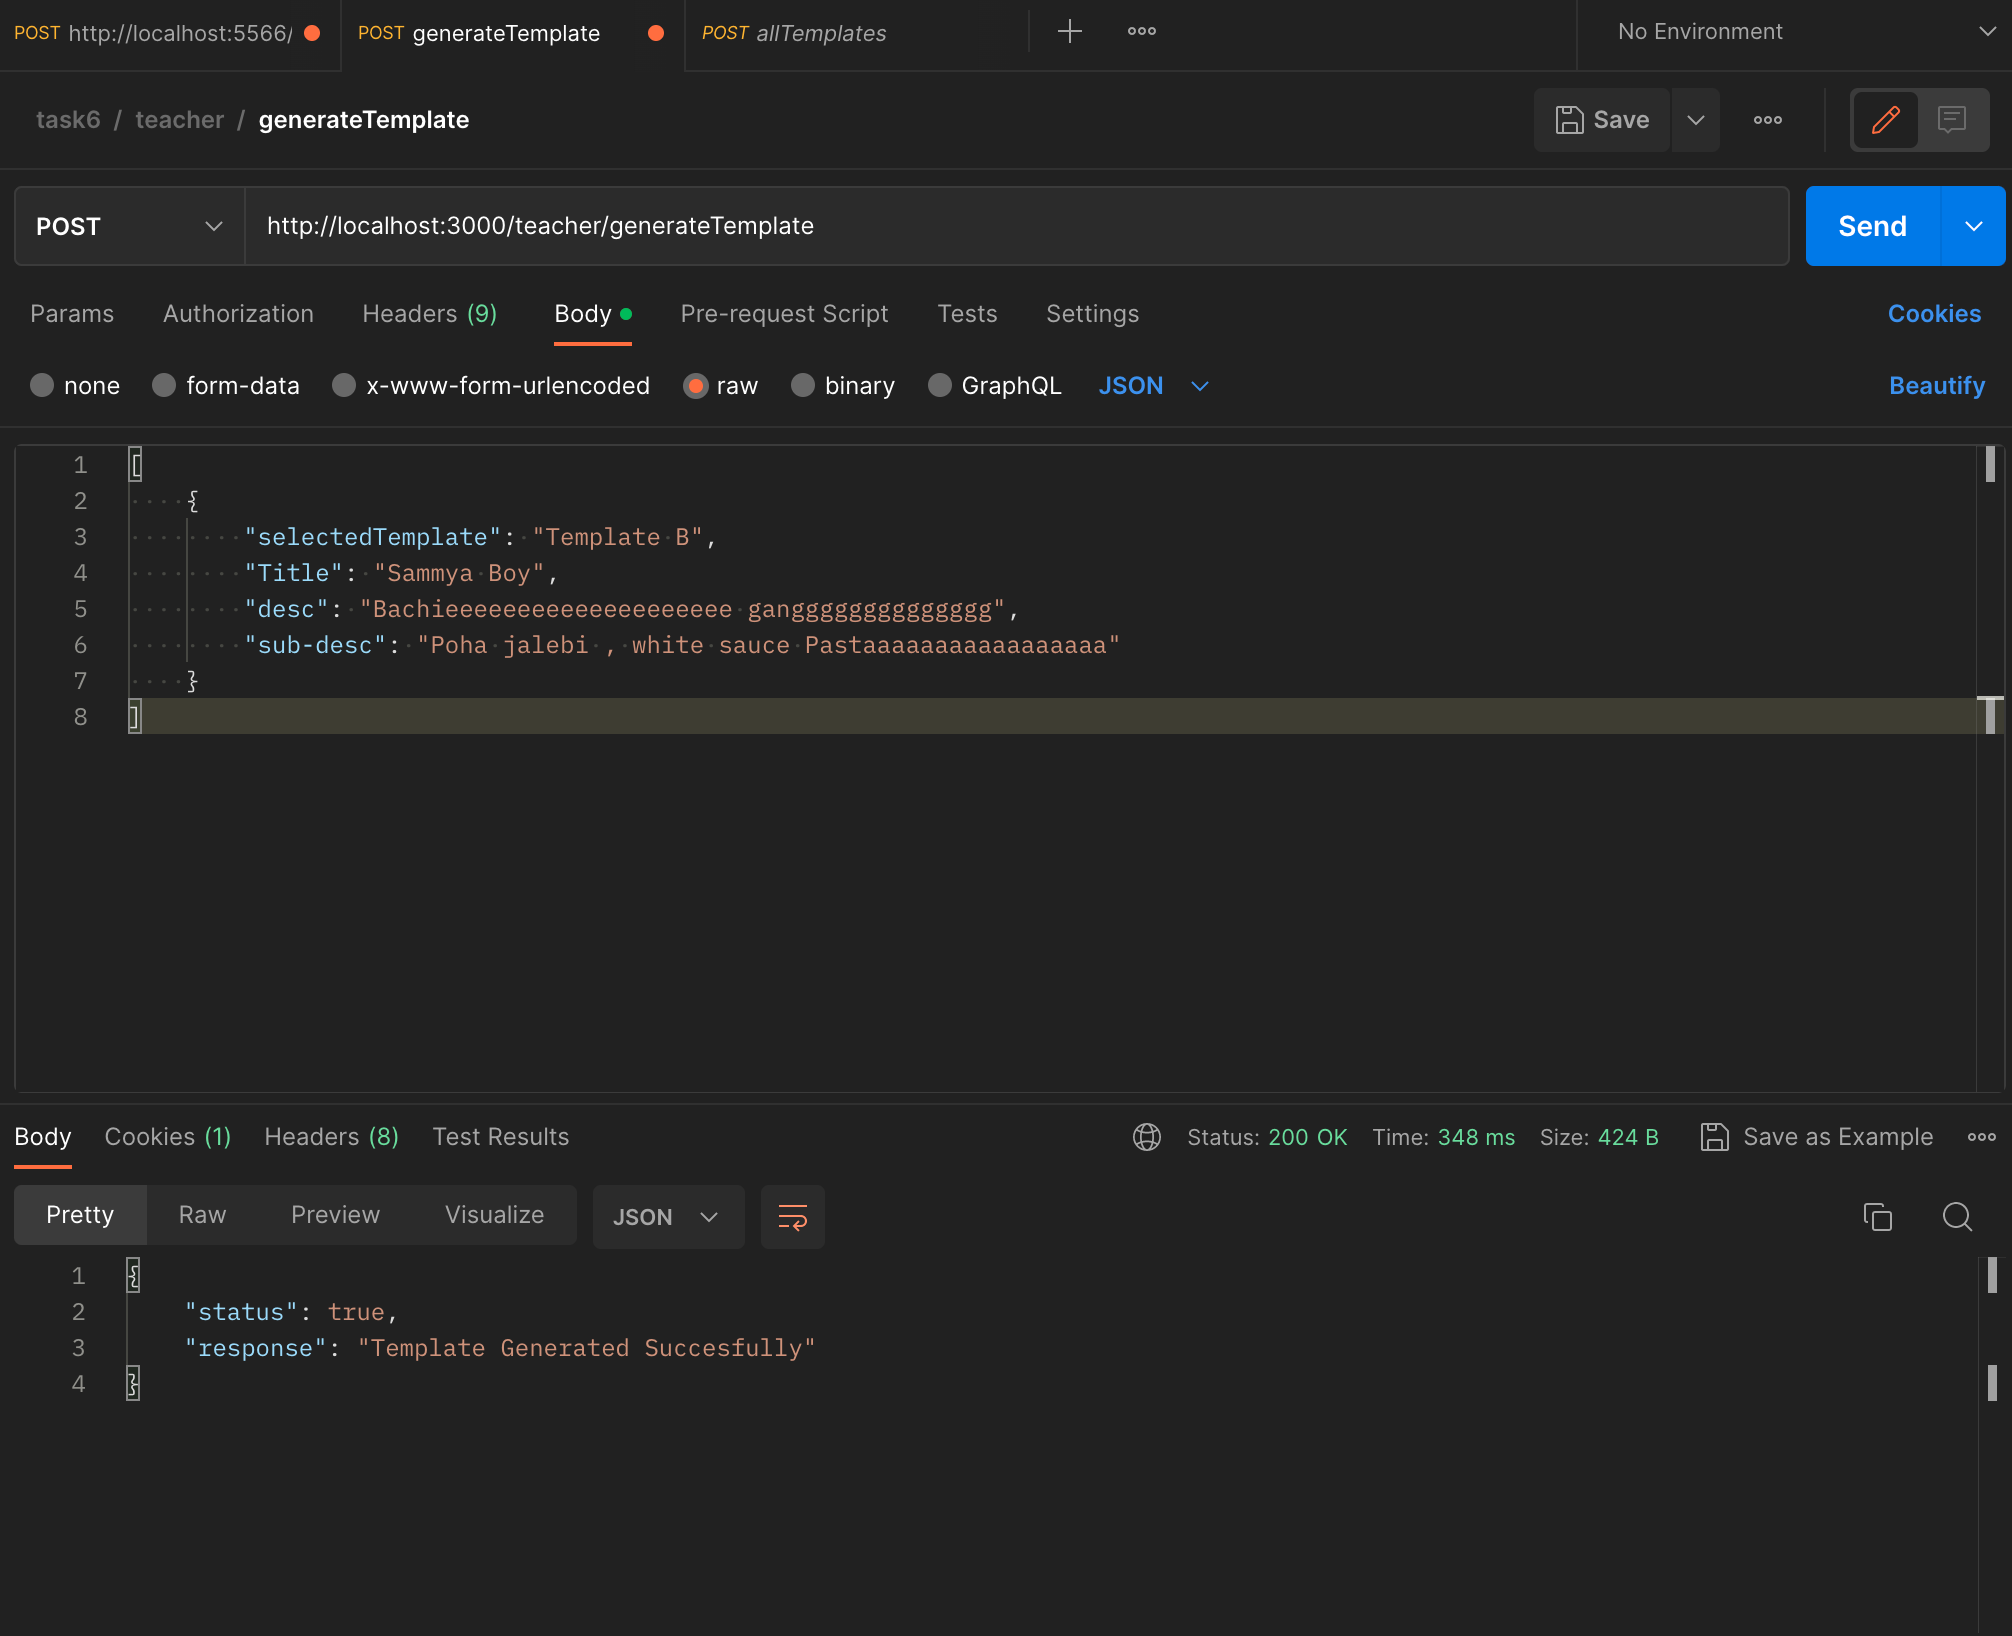 POST http://localhost:5566/ POST generateTemplate POST allTemplates No Environment
task6 / teacher / generateTemplate Save
POST http://localhost:3000/teacher/generateTemplate Send
Params Authorization Headers (9) Body Pre-request Script Tests Settings Cookies
none form-data x-www-form-urlencoded raw binary GraphQL JSON Beautify
1 [
2 {
3 "selectedTemplate": "Template B",
4 "Title": "Sammya Boy",
5 "desc": "Bachieeeeeeeeeeeeeeeeeeee gangggggggggggggg",
6 "sub-desc": "Poha jalebi , white sauce Pastaaaaaaaaaaaaaaaaa"
7 }
8 ]
Body Cookies (1) Headers (8) Test Results Status: 200 OK Time: 348 ms Size: 424 B Save as Example
Pretty Raw Preview Visualize JSON
1 {
2 "status": true,
3 "response": "Template Generated Succesfully"
4 }